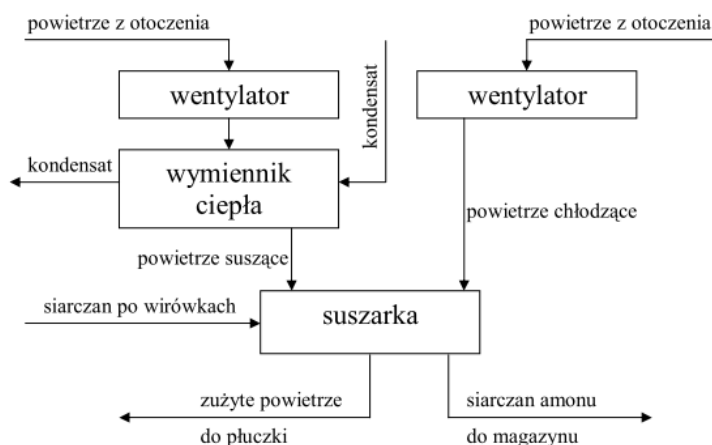 powietrze z otoczenia
powietrze z otoczenia
wentylator
kondensat
wentylator
kondensat
wymiennik
ciepła
powietrze chłodzące
powietrze suszące
siarczan po wirówkach
suszarka
zużyte powietrze
do płuczki
siarczan amonu
do magazynu